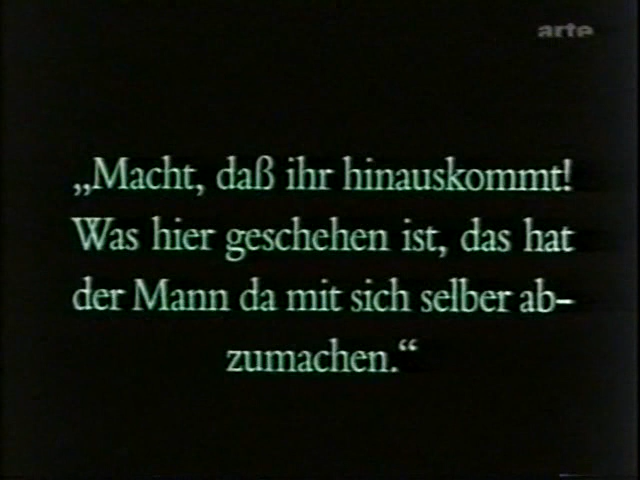 arte
„Macht, daß ihr hinauskommt!
Was hier geschehen ist, das hat
der Mann da mit sich selber ab-
zumachen.“